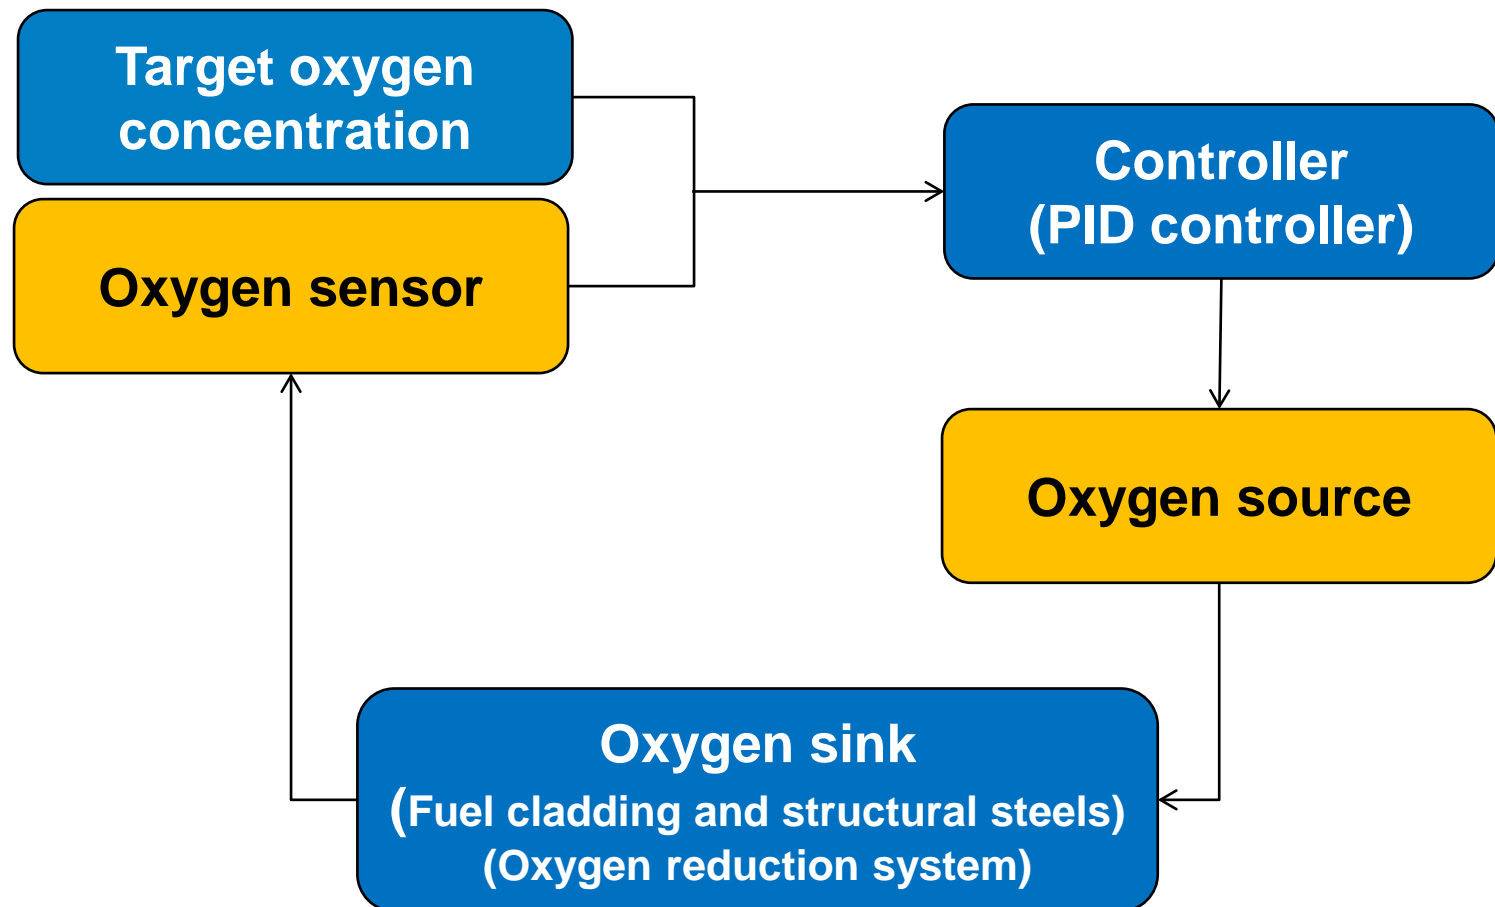 Target oxygen
concentration
Oxygen sensor
Controller
(PID controller)
Oxygen source
Oxygen sink
(Fuel cladding and structural steels)
(Oxygen reduction system)